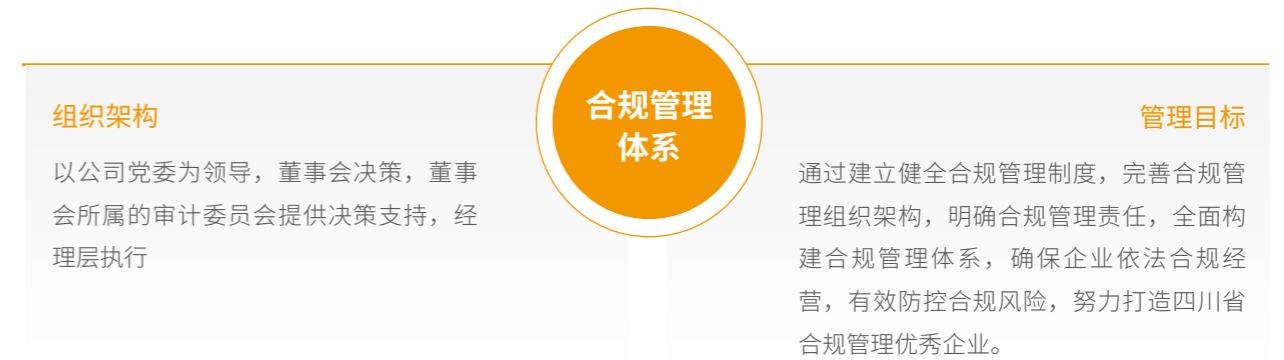 合规管理
体系
组织架构
以公司党委为领导，董事会决策，董事
会所属的审计委员会提供决策支持，经
理层执行
管理目标
通过建立健全合规管理制度，完善合规管
理组织架构，明确合规管理责任，全面构
建合规管理体系，确保企业依法合规经
营，有效防控合规风险，努力打造四川省
合规管理优秀企业。